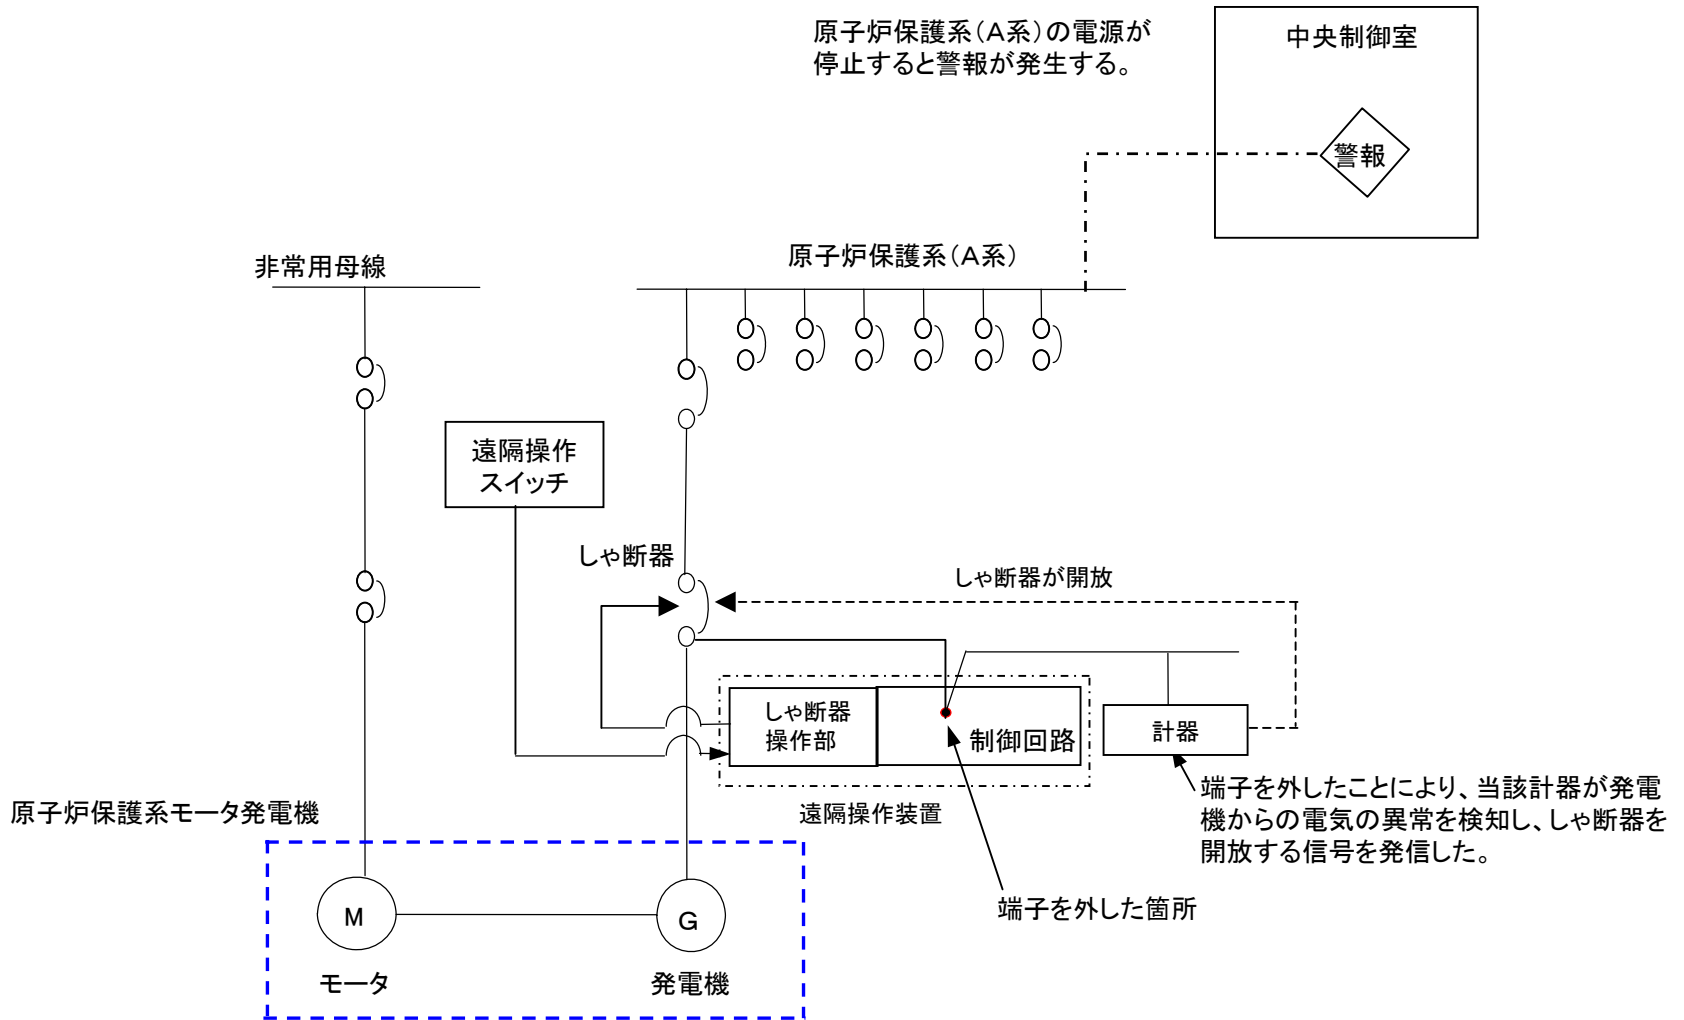 原子炉保護系(A系)の電源が
停止すると警報が発生する。
中央制御室
警報
非常用母線
原子炉保護系(A系)
遠隔操作
スイッチ
しゃ断器
しゃ断器が開放
しゃ断器
操作部
制御回路
計器
原子炉保護系モータ発電機
遠隔操作装置
端子を外したことにより、当該計器が発電
機からの電気の異常を検知し、しゃ断器を
開放する信号を発信した。
端子を外した箇所
M
G
モータ
発電機